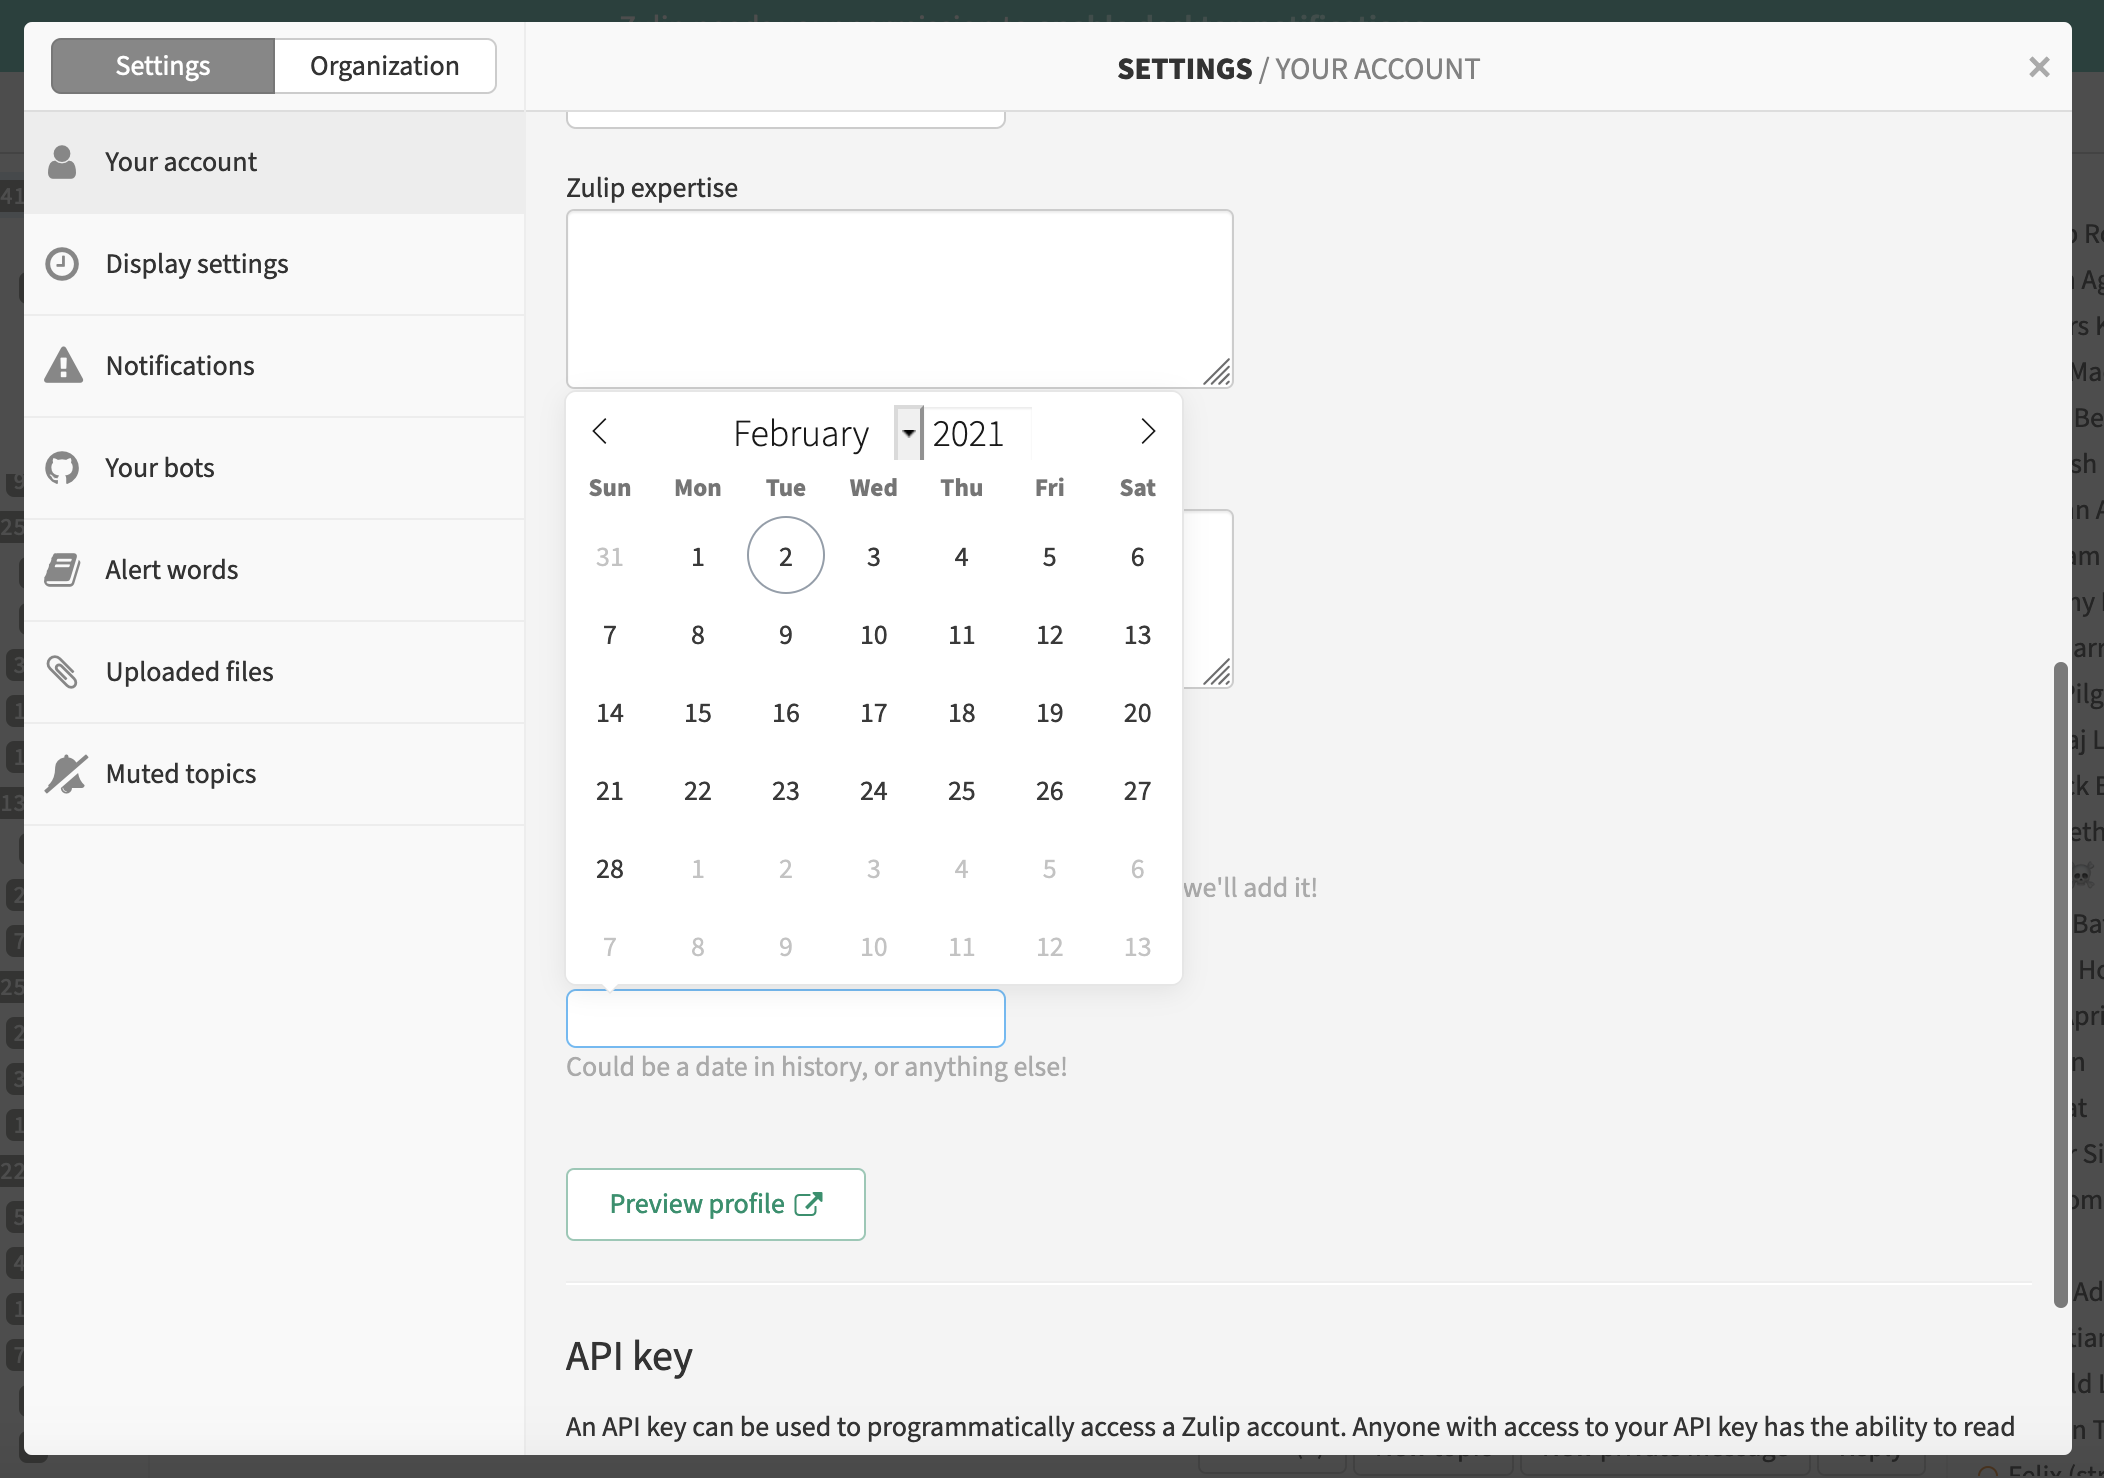 Settings
Organization
SETTINGS / YOUR ACCOUNT
Your account
Display settings
Notifications
Your bots
Alert words
Uploaded files
Muted topics
Zulip expertise
February 2021
Sun Mon Tue Wed Thu Fri Sat
31 1 2 3 4 5 6
7 8 9 10 11 12 13
14 15 16 17 18 19 20
21 22 23 24 25 26 27
28 1 2 3 4 5 6
7 8 9 10 11 12 13
we'll add it!
Could be a date in history, or anything else!
Preview profile
API key
An API key can be used to programmatically access a Zulip account. Anyone with access to your API key has the ability to read